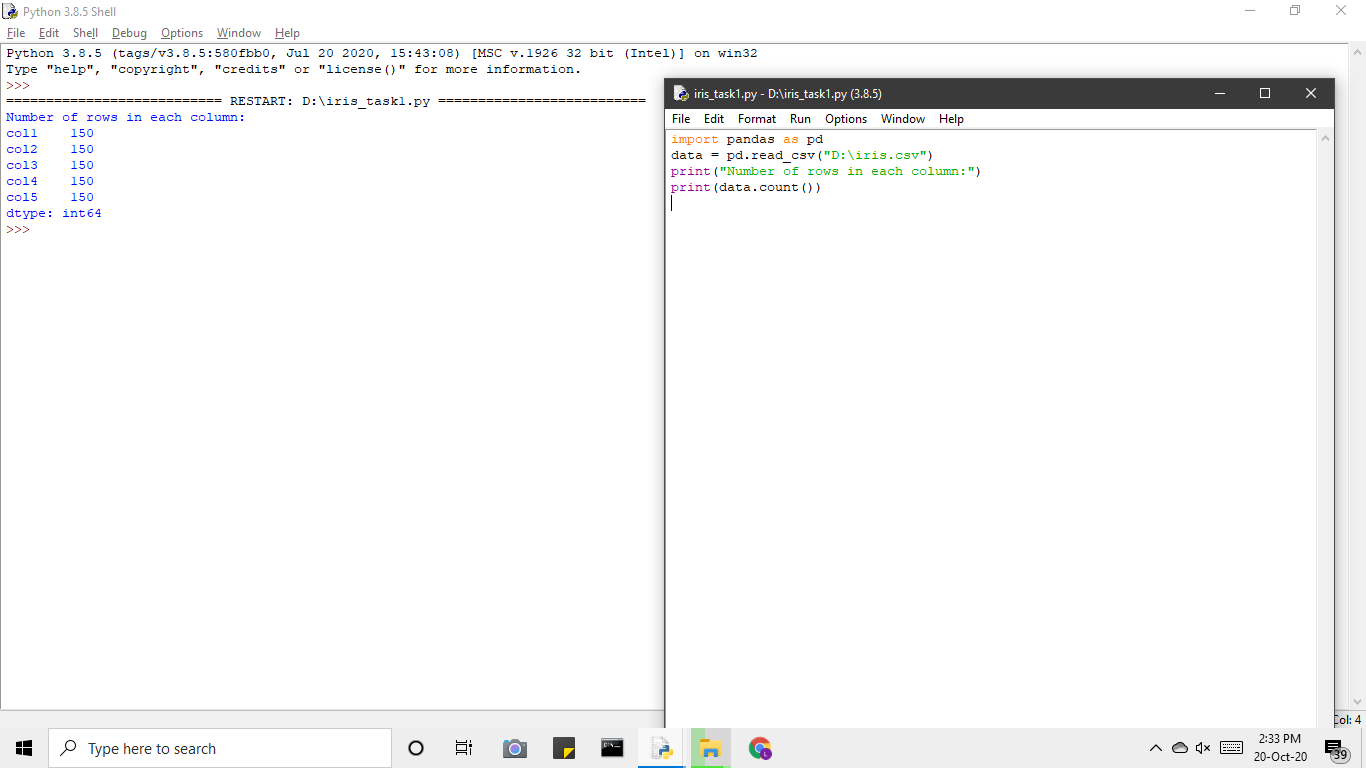 Python 3.8.5 Shell
File Edit Shell Debug Options Window Help
Python 3.8.5 (tags/v3.8.5:580fbb0, Jul 20 2020, 15:43:08) [MSC v.1926 32 bit (Intel)] on win32
Type "help", "copyright", "credits" or "license()" for more information.
>>>
=========================== RESTART: D:\iris_task1.py ==========================
Number of rows in each column:
col1    150
col2    150
col3    150
col4    150
col5    150
dtype: int64
>>>
iris_task1.py - D:\iris_task1.py (3.8.5)
File Edit Format Run Options Window Help
import pandas as pd
data = pd.read_csv("D:\iris.csv")
print("Number of rows in each column:")
print(data.count())
Col: 4
Type here to search
L
2:33 PM
20-Oct-20
39